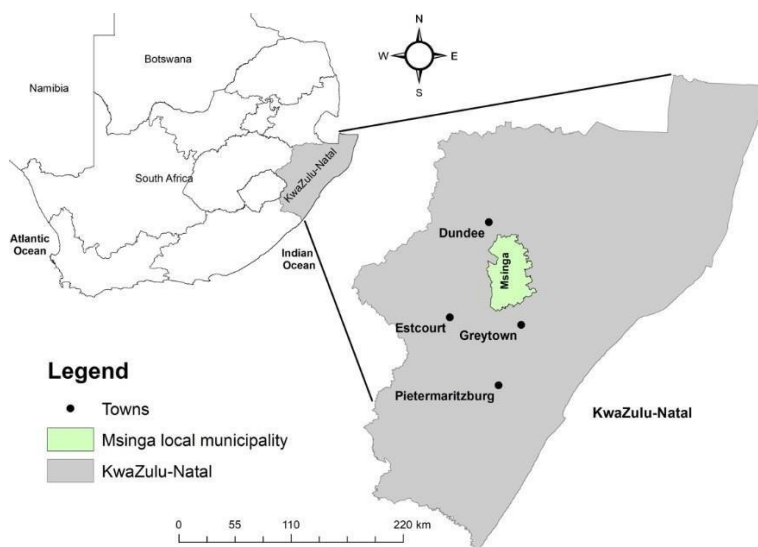 N
W
E
S
Botswana
Namibia
South Africa
KwaZulu-Natal
Atlantic
Ocean
Indian
Ocean
Dundee
Msinga
Estcourt
Greytown
Pietermaritzburg
KwaZulu-Natal
Legend
Towns
Msinga local municipality
KwaZulu-Natal
0 55 110 220 km